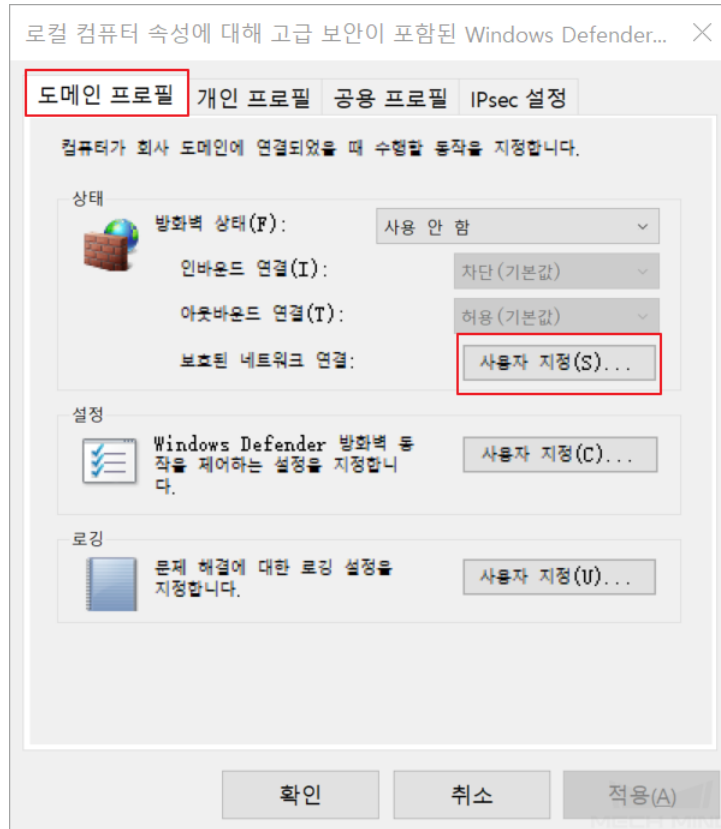 로컬 컴퓨터 속성에 대해 고급 보안이 포함된 Windows Defender...
도메인 프로필 개인 프로필 공용 프로필 IPsec 설정
컴퓨터가 회사 도메인에 연결되었을 때 수행할 동작을 지정합니다.
상태
방화벽 상태(F): 사용 안 함
인바운드 연결(I): 차단(기본값)
아웃바운드 연결(T): 허용(기본값)
보호된 네트워크 연결: 사용자 지정(S)...
설정
Windows Defender 방화벽 동
작을 제어하는 설정을 지정합니
다.
사용자 지정(C)...
로깅
문제 해결에 대한 로깅 설정을
지정합니다.
사용자 지정(U)...
확인 취소 적용(A)
MECH MIND